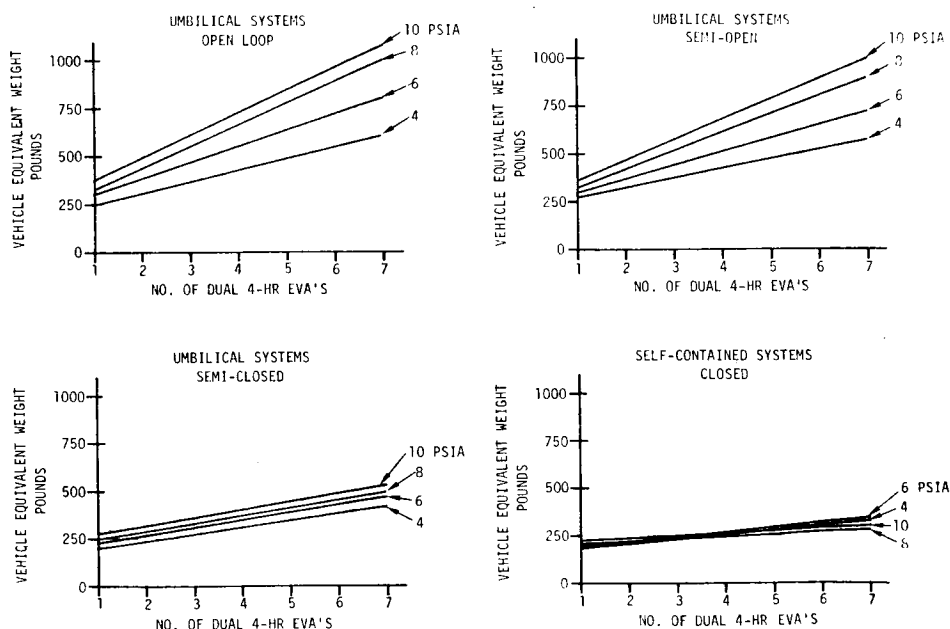 UMBILICAL SYSTEMS
OPEN LOOP
VEHICLE EQUIVALENT WEIGHT
POUNDS
1000
750
500
250
0
10 PSIA
8
6
4
1 2 3 4 5 6 7
NO. OF DUAL 4-HR EVA'S
UMBILICAL SYSTEMS
SEMI-OPEN
VEHICLE EQUIVALENT WEIGHT
POUNDS
1000
750
500
250
0
10 PSIA
8
6
4
1 2 3 4 5 6 7
NO. OF DUAL 4-HR EVA'S
UMBILICAL SYSTEMS
SEMI-CLOSED
VEHICLE EQUIVALENT WEIGHT
POUNDS
1000
750
500
250
0
10 PSIA
8
6
4
1 2 3 4 5 6 7
NO. OF DUAL 4-HR EVA'S
SELF-CONTAINED SYSTEMS
CLOSED
VEHICLE EQUIVALENT WEIGHT
POUNDS
1000
750
500
250
0
6 PSIA
4
10
8
1 2 3 4 5 6 7
NO. OF DUAL 4-HR EVA'S